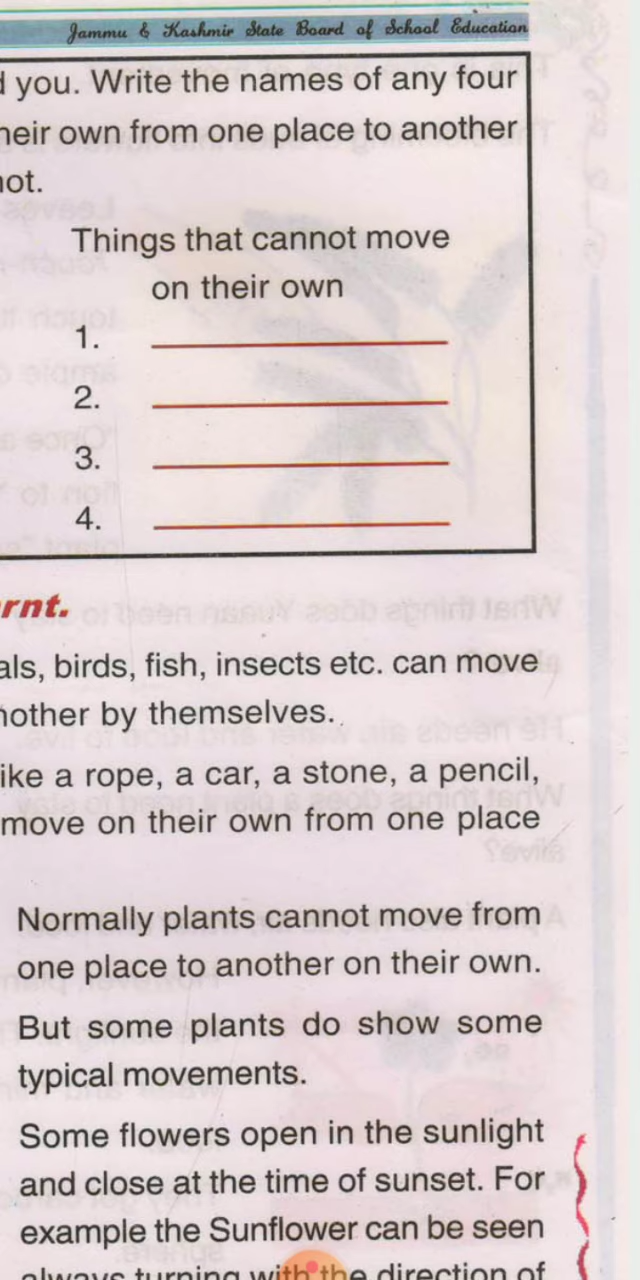 Jammu & Kashmir State Board of School Education
you. Write the names of any four
heir own from one place to another
not.
Things that cannot move
on their own
1.
2.
3.
4.
rnt.
als, birds, fish, insects etc. can move
nother by themselves.
ike a rope, a car, a stone, a pencil,
move on their own from one place
Normally plants cannot move from
one place to another on their own.
But some plants do show some
typical movements.
Some flowers open in the sunlight
and close at the time of sunset. For
example the Sunflower can be seen
always turning with the direction of